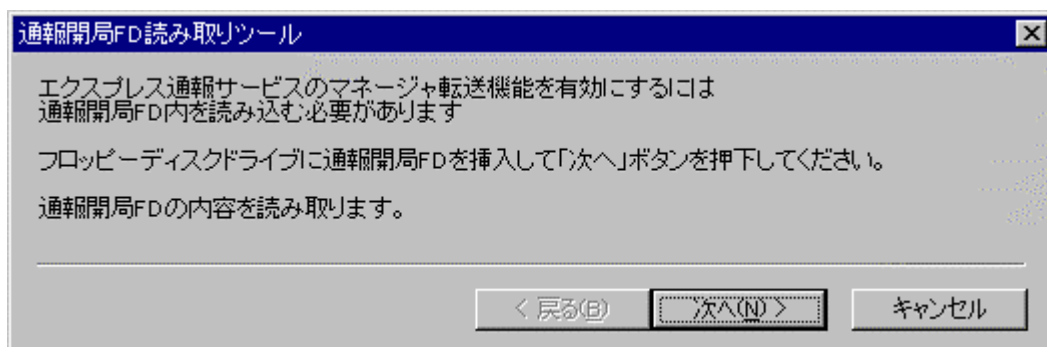 通報開局FD読み取りツール
エクスプレス通報サービスのマネージャ転送機能を有効にするには
通報開局FD内を読み込む必要があります
フロッピーディスクドライブに通報開局FDを挿入して「次へ」ボタンを押下してください。
通報開局FDの内容を読み取ります。
< 戻る(B) 次へ(N) > キャンセル